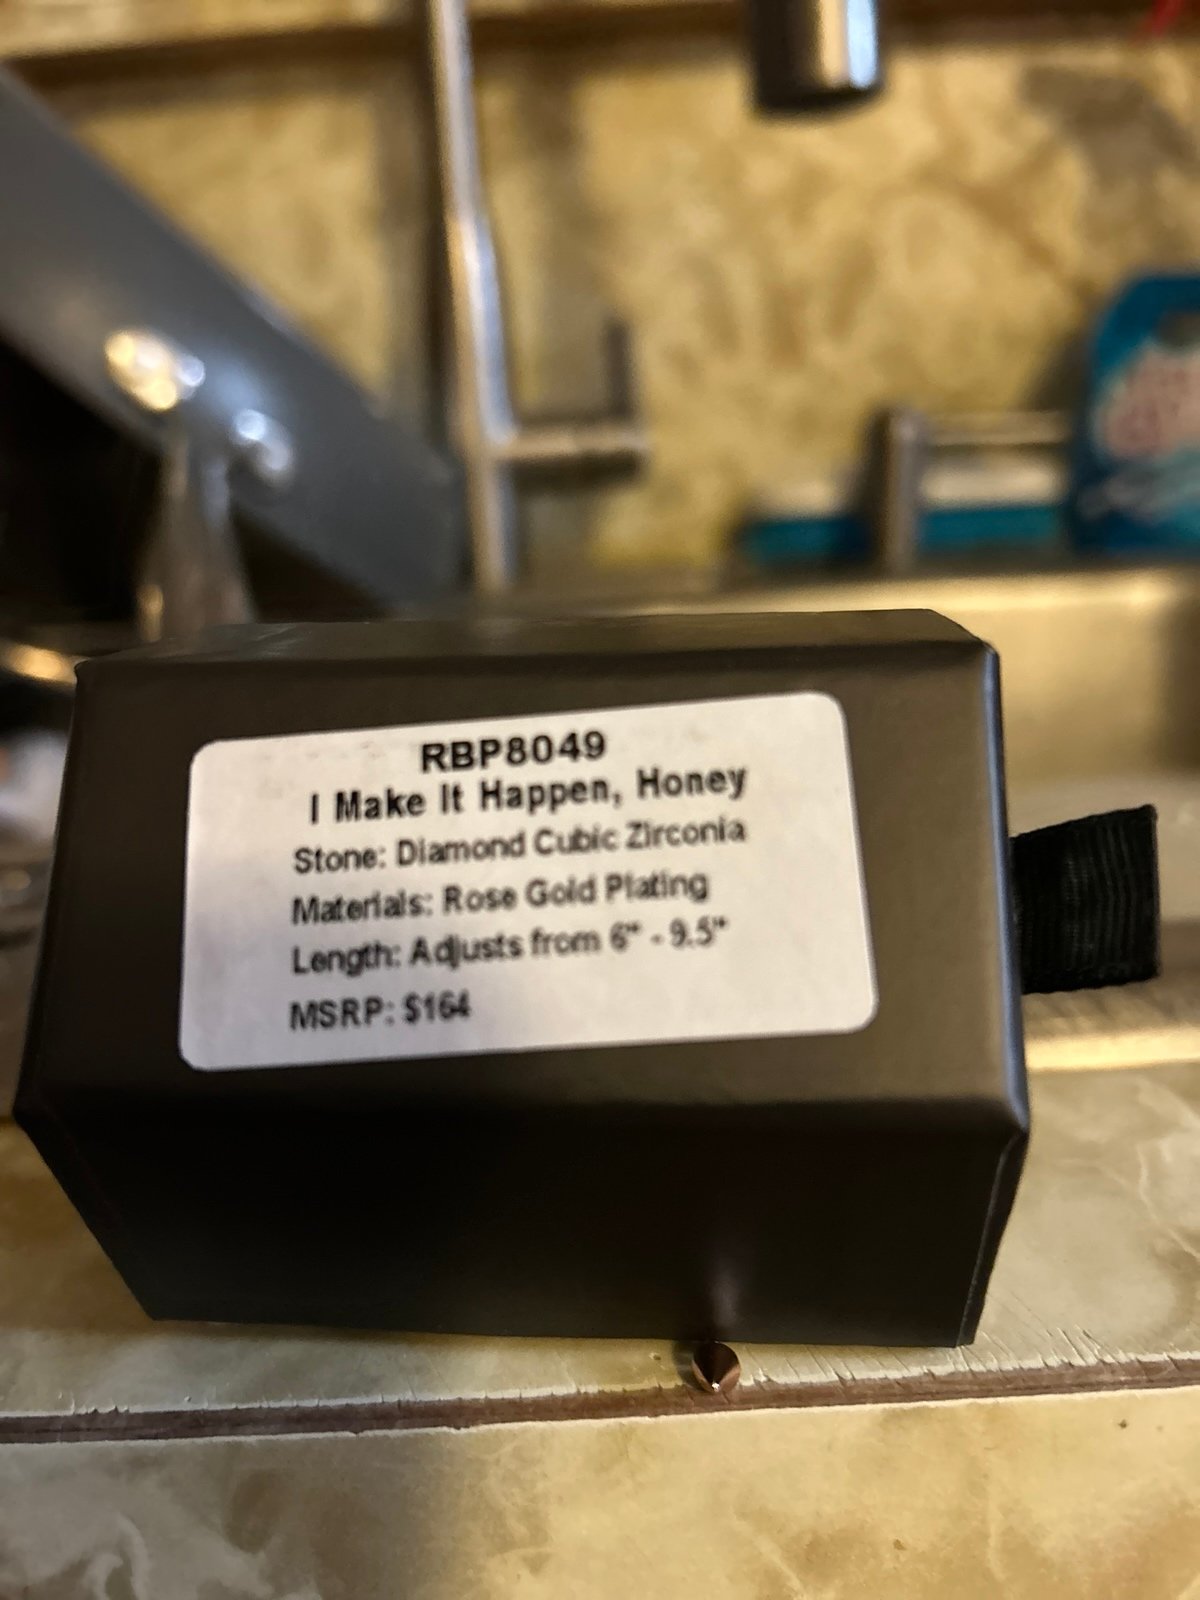 RBP8049
I Make It Happen, Honey
Stone: Diamond Cubic Zirconia
Materials: Rose Gold Plating
Length: Adjusts from 6" - 9.5"
MSRP: $164